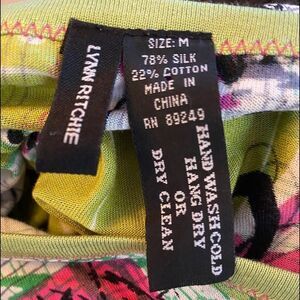 LYNN RITCHIE
SIZE: M
78% SILK
22% COTTON
MADE IN
CHINA
RN 89249
HAND WASH COLD
HANG DRY
OR
DRY CLEAN